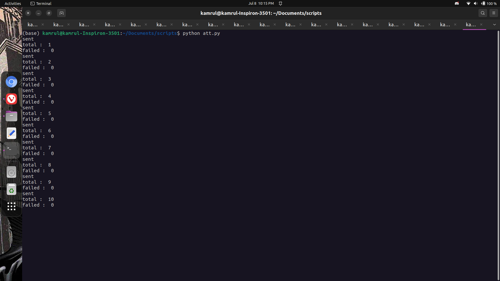 Activities
Terminal
Jul 8 10:15 PM
100 %
kamrul@kamrul-Inspiron-3501: ~/Documents/scripts
ka... ka... ka... ka... ka... ka... ka... ka... ka... ka... ka... ka... ka... ka... ka... ka... ka... ka...
(base) kamrul@kamrul-Inspiron-3501:~/Documents/scripts$ python att.py
sent
total : 1
failed : 0
sent
total : 2
failed : 0
sent
total : 3
failed : 0
sent
total : 4
failed : 0
sent
total : 5
failed : 0
sent
total : 6
failed : 0
sent
total : 7
failed : 0
sent
total : 8
failed : 0
sent
total : 9
failed : 0
sent
total : 10
failed : 0